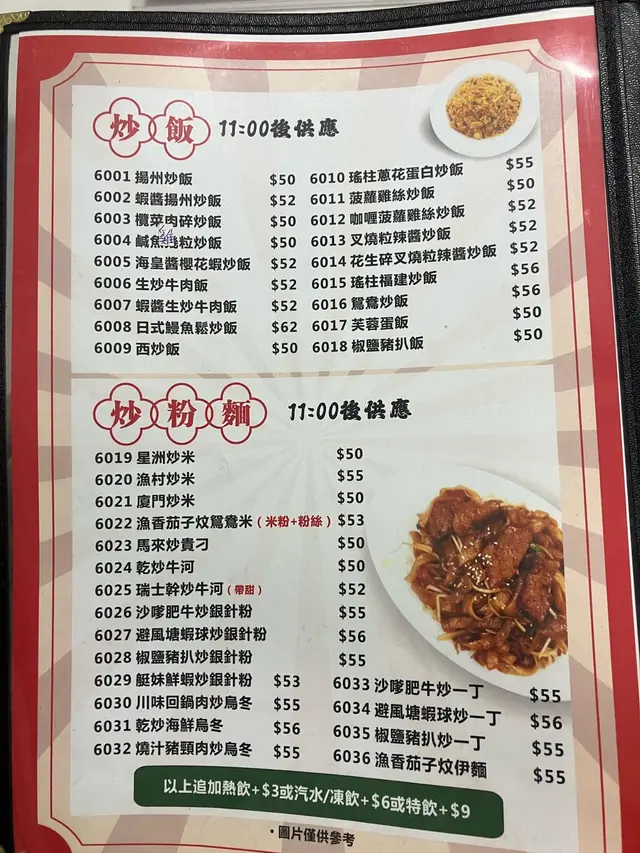 炒飯 11:00後供應
6001 揚州炒飯 $50
6002 蝦醬揚州炒飯 $52
6003 欖菜肉碎炒飯 $50
6004 鹹魚 粒炒飯 $50
6005 海皇醬櫻花蝦炒飯 $52
6006 生炒牛肉飯 $52
6007 蝦醬生炒牛肉飯 $52
6008 日式鰻魚鬆炒飯 $62
6009 西炒飯 $50
6010 瑤柱蔥花蛋白炒飯 $55
6011 菠蘿雞絲炒飯 $50
6012 咖喱菠蘿雞絲炒飯 $52
6013 叉燒粒辣醬炒飯 $52
6014 花生碎叉燒粒辣醬炒飯 $52
6015 瑤柱福建炒飯 $56
6016 鴛鴦炒飯 $56
6017 芙蓉蛋飯 $50
6018 椒鹽豬扒飯 $50
炒粉麵 11:00後供應
6019 星洲炒米 $50
6020 漁村炒米 $55
6021 廈門炒米 $50
6022 漁香茄子炆鴛鴦米（米粉+粉絲） $53
6023 馬來炒貴刁 $50
6024 乾炒牛河 $50
6025 瑞士幹炒牛河（帶甜） $52
6026 沙嗲肥牛炒銀針粉 $55
6027 避風塘蝦球炒銀針粉 $56
6028 椒鹽豬扒炒銀針粉 $55
6029 艇妹鮮蝦炒銀針粉 $53
6030 川味回鍋肉炒烏冬 $55
6031 乾炒海鮮烏冬 $56
6032 燒汁豬頸肉炒烏冬 $55
6033 沙嗲肥牛炒一丁 $55
6034 避風塘蝦球炒一丁 $56
6035 椒鹽豬扒炒一丁 $55
6036 漁香茄子炆伊麵 $55
以上追加熱飲+$3或汽水/凍飲+$6或特飲+$9
·圖片僅供參考